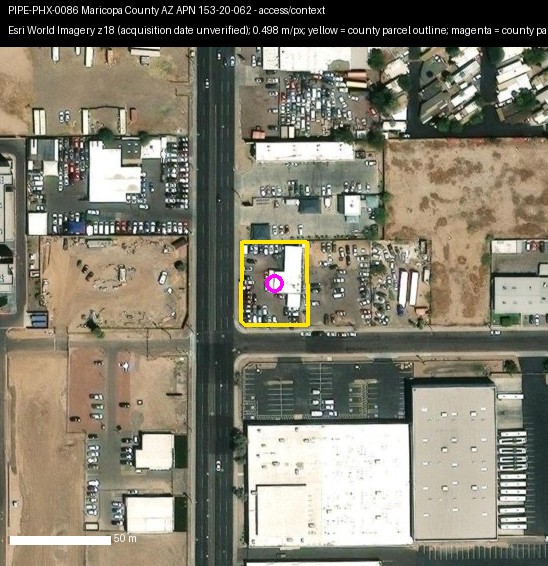 PIPE-PHX-0086 Maricopa County AZ APN 153-20-062 - access/context
Esri World Imagery z18 (acquisition date unverified); 0.498 m/px; yellow = county parcel outline; magenta = county pa
50 m